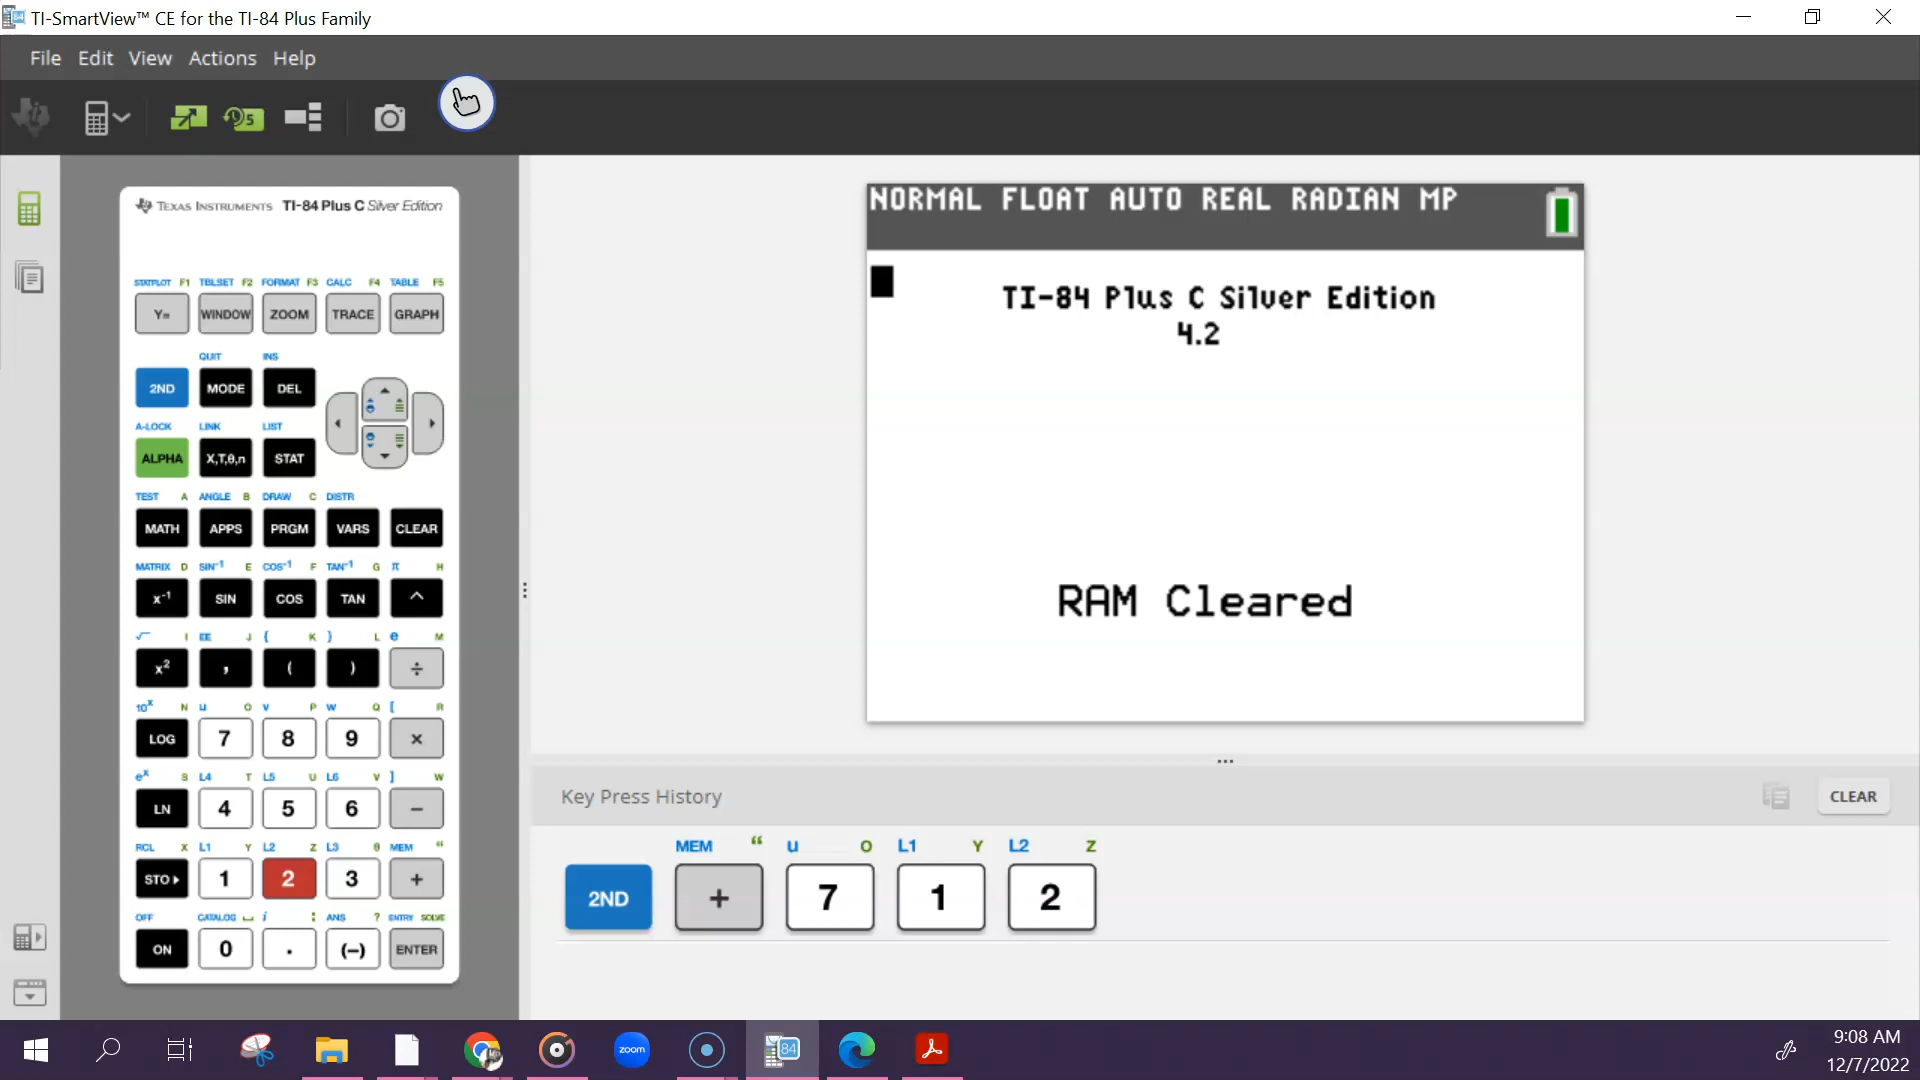 TI-SmartView™ CE for the TI-84 Plus Family
File Edit View Actions Help
5
TEXAS INSTRUMENTS TI-84 Plus C Silver Edition
STATPLOT F1 TBLSET F2 FORMAT F3 CALC F4 TABLE F5
Y= WINDOW ZOOM TRACE GRAPH
QUIT INS
2ND MODE DEL
A-LOCK LINK LIST
ALPHA X,T,θ,n STAT
TEST A ANGLE B DRAW C DISTR
MATH APPS PRGM VARS CLEAR
MATRIX D SIN⁻¹ E COS⁻¹ F TAN⁻¹ G π H
x⁻¹ SIN COS TAN ^
√ I EE J { K } L e M
x² , ( ) ÷
10ˣ N u O v P w Q [ R
LOG 7 8 9 ×
eˣ S L4 T L5 U L6 V ] W
LN 4 5 6 −
RCL X L1 Y L2 Z L3 θ MEM “
STO▸ 1 2 3 +
OFF CATALOG ⎵ i : ANS ? ENTRY SOLVE
ON 0 . (−) ENTER
NORMAL FLOAT AUTO REAL RADIAN MP
TI-84 Plus C Silver Edition
4.2
RAM Cleared
Key Press History
CLEAR
MEM “ u O L1 Y L2 Z
2ND + 7 1 2
zoom
84
9:08 AM
12/7/2022